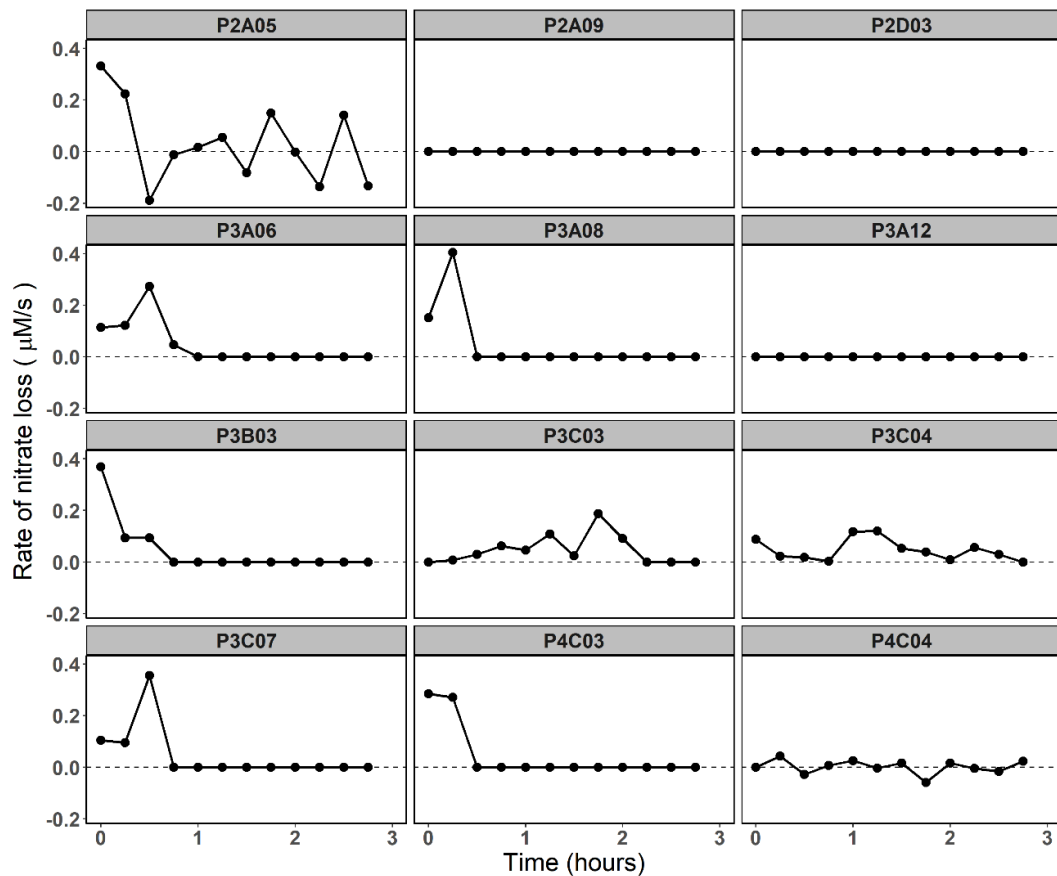 P2A05 P2A09 P2D03
0.4
0.2
0.0
-0.2
P3A06 P3A08 P3A12
0.4
0.2
0.0
-0.2
P3B03 P3C03 P3C04
0.4
0.2
0.0
-0.2
P3C07 P4C03 P4C04
0.4
0.2
0.0
-0.2
0 1 2 3 0 1 2 3 0 1 2 3
Time (hours)
Rate of nitrate loss ( μM/s)